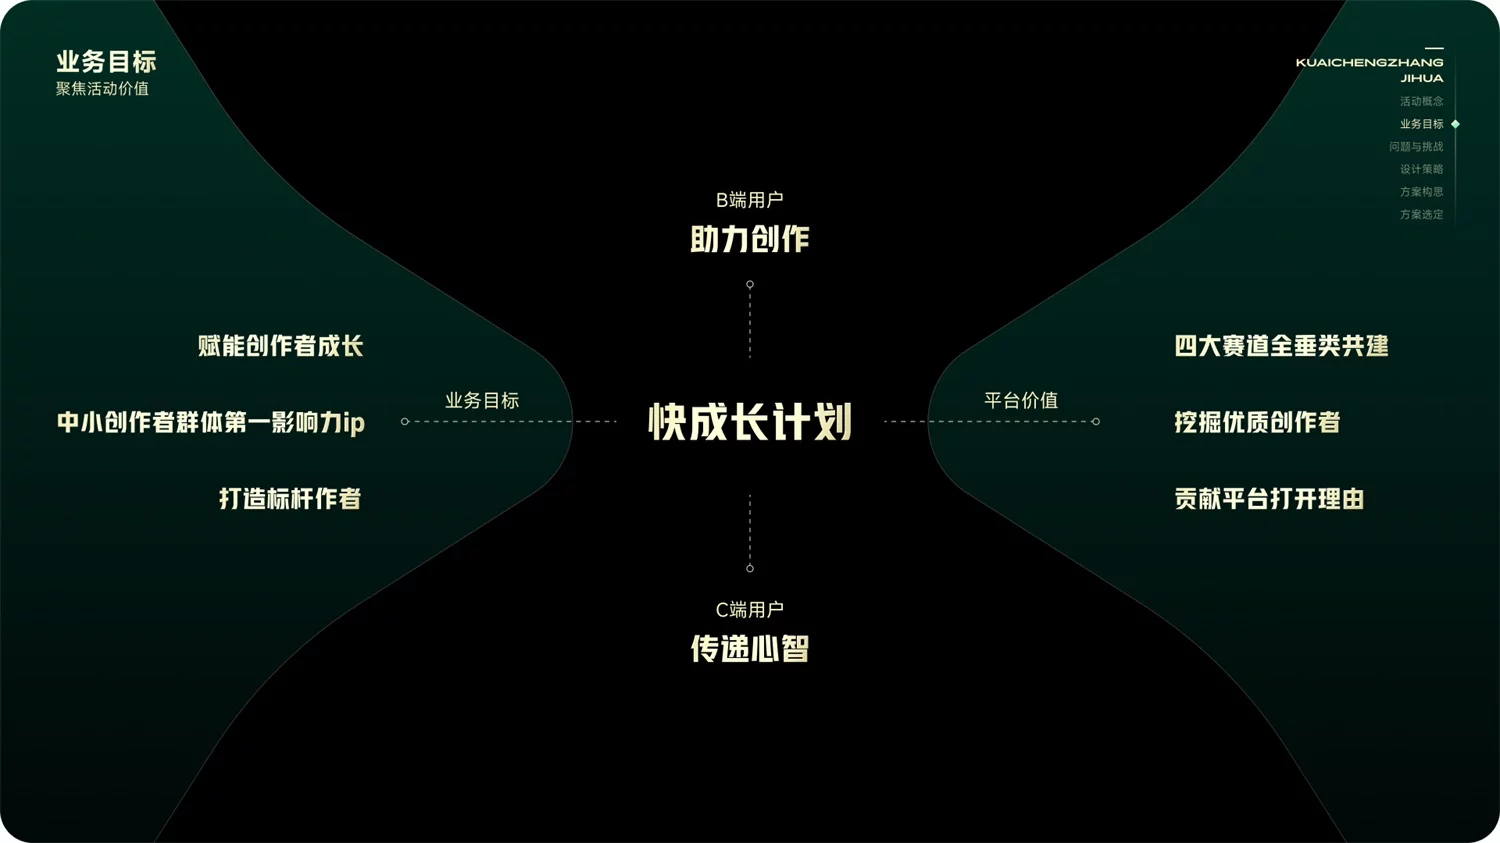 业务目标
聚焦活动价值
KUAICHENGZHANG
JIHUA
活动概念
业务目标
问题与挑战
设计策略
方案构思
方案选定
B端用户
助力创作
赋能创作者成长
中小创作者群体第一影响力ip
打造标杆作者
业务目标
快成长计划
平台价值
四大赛道全垂类共建
挖掘优质创作者
贡献平台打开理由
C端用户
传递心智